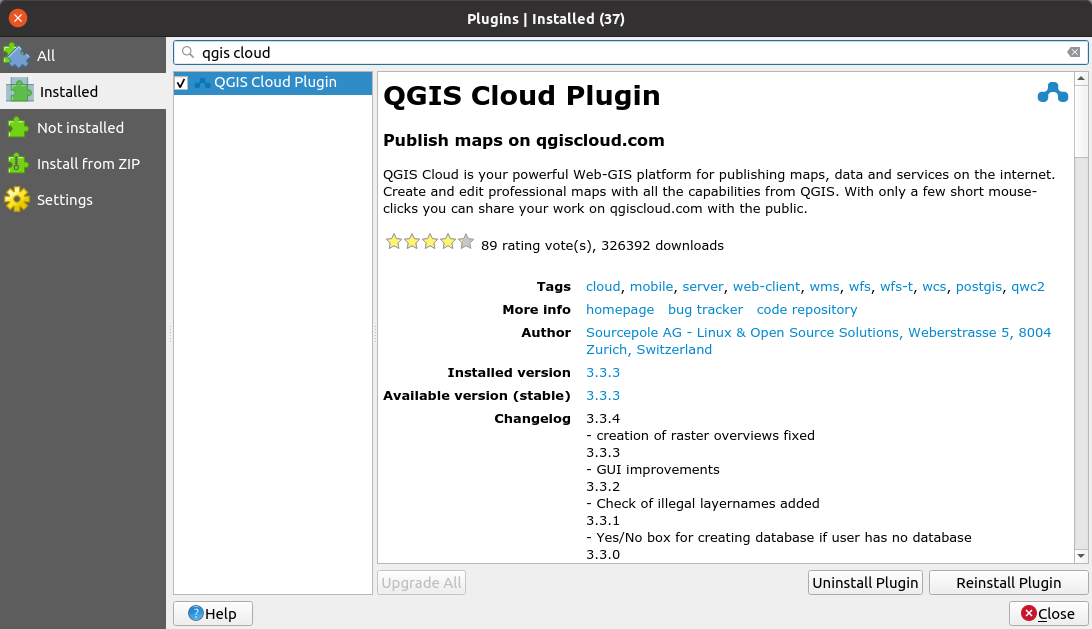 Plugins | Installed (37)
All
Installed
Not installed
Install from ZIP
Settings
qgis cloud
QGIS Cloud Plugin
QGIS Cloud Plugin
Publish maps on qgiscloud.com
QGIS Cloud is your powerful Web-GIS platform for publishing maps, data and services on the internet.
Create and edit professional maps with all the capabilities from QGIS. With only a few short mouse-
clicks you can share your work on qgiscloud.com with the public.
89 rating vote(s), 326392 downloads
Tags cloud, mobile, server, web-client, wms, wfs, wfs-t, wcs, postgis, qwc2
More info homepage bug tracker code repository
Author Sourcepole AG - Linux & Open Source Solutions, Weberstrasse 5, 8004
Zurich, Switzerland
Installed version 3.3.3
Available version (stable) 3.3.3
Changelog 3.3.4
- creation of raster overviews fixed
3.3.3
- GUI improvements
3.3.2
- Check of illegal layernames added
3.3.1
- Yes/No box for creating database if user has no database
3.3.0
Upgrade All
Uninstall Plugin
Reinstall Plugin
Help
Close